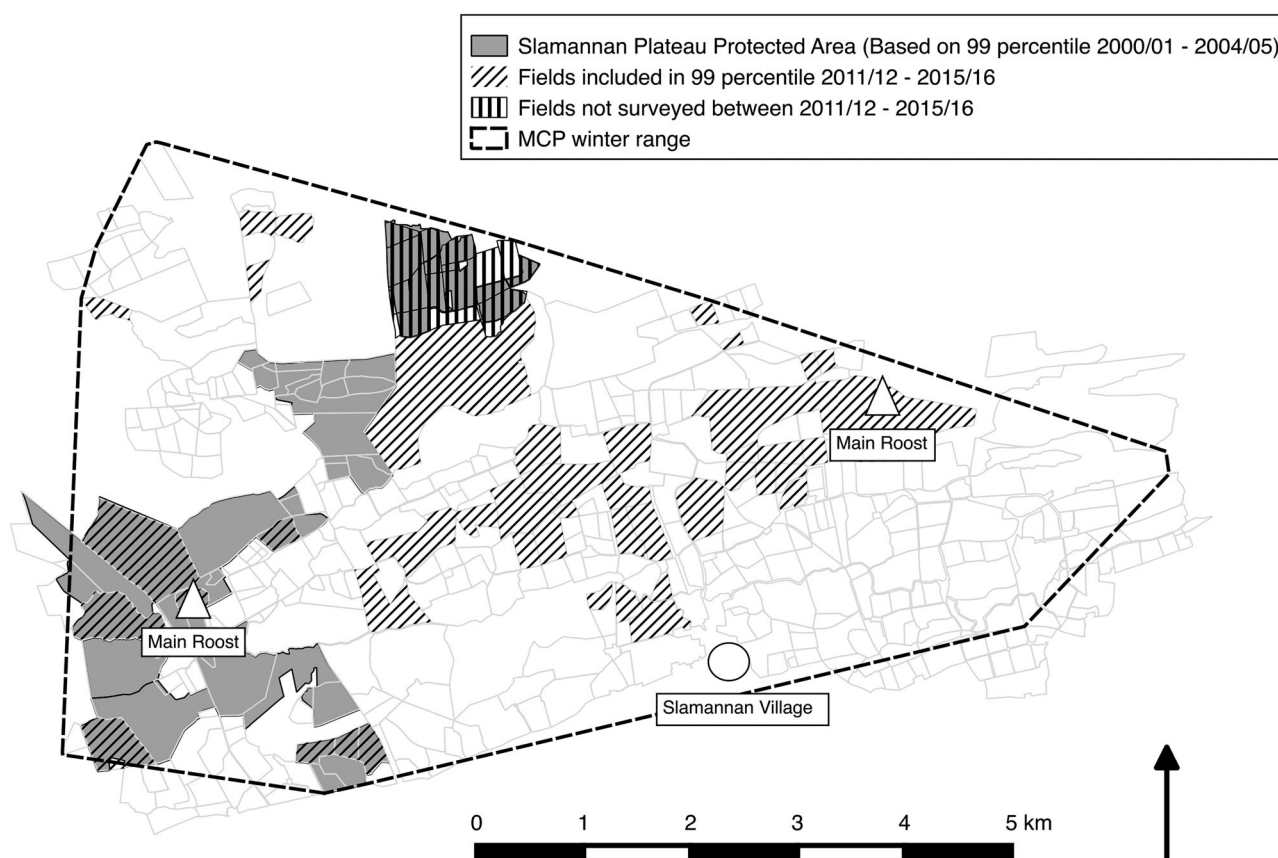 Slamannan Plateau Protected Area (Based on 99 percentile 2000/01 - 2004/05)
Fields included in 99 percentile 2011/12 - 2015/16
Fields not surveyed between 2011/12 - 2015/16
MCP winter range
Main Roost
Main Roost
Slamannan Village
0 1 2 3 4 5 km